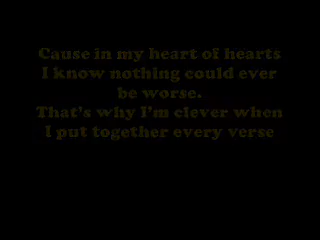 Cause in my heart of hearts
I know nothing could ever
be worse.
That's why I'm clever when
I put together every verse